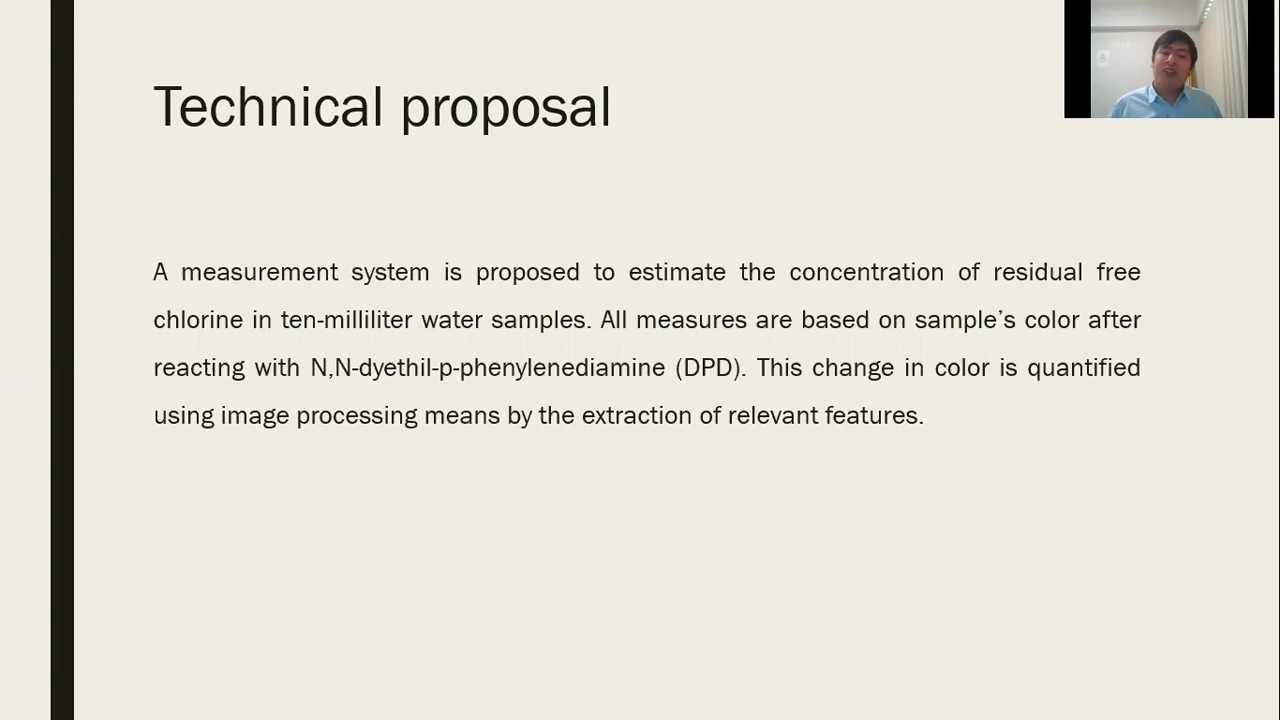 Technical proposal
A measurement system is proposed to estimate the concentration of residual free
chlorine in ten-milliliter water samples. All measures are based on sample’s color after
reacting with N,N-dyethil-p-phenylenediamine (DPD). This change in color is quantified
using image processing means by the extraction of relevant features.